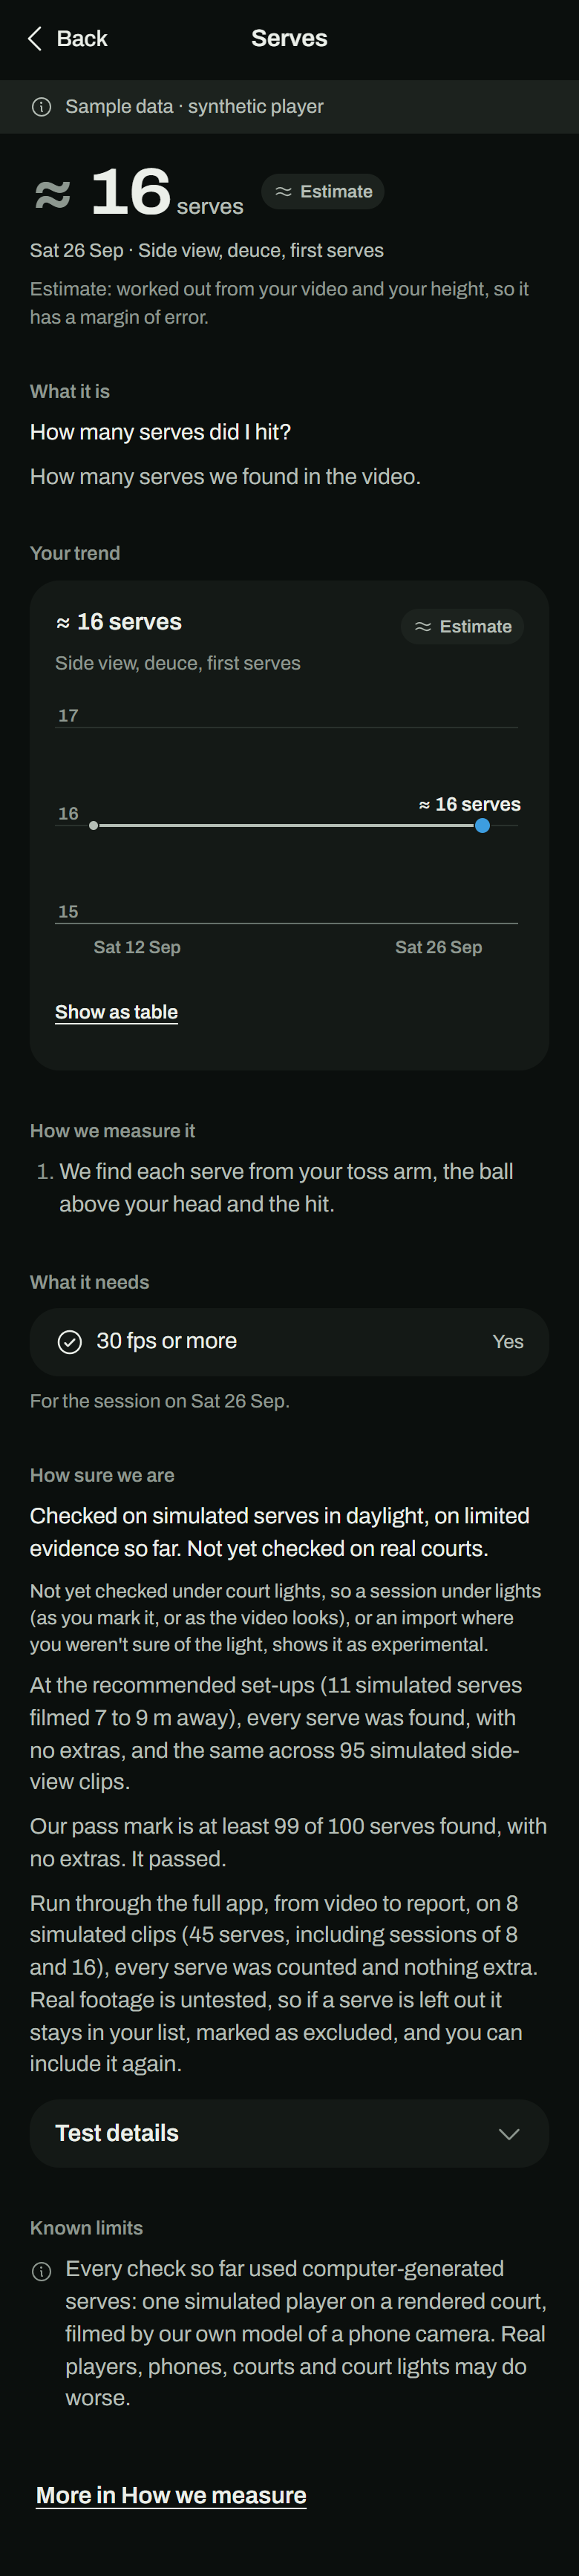 Back
Serves
Sample data · synthetic player
≈ 16 serves
Estimate
Sat 26 Sep · Side view, deuce, first serves
Estimate: worked out from your video and your height, so it
has a margin of error.
What it is
How many serves did I hit?
How many serves we found in the video.
Your trend
≈ 16 serves
Estimate
Side view, deuce, first serves
17
≈ 16 serves
16
15
Sat 12 Sep
Sat 26 Sep
Show as table
How we measure it
1. We find each serve from your toss arm, the ball
above your head and the hit.
What it needs
30 fps or more
Yes
For the session on Sat 26 Sep.
How sure we are
Checked on simulated serves in daylight, on limited
evidence so far. Not yet checked on real courts.
Not yet checked under court lights, so a session under lights
(as you mark it, or as the video looks), or an import where
you weren't sure of the light, shows it as experimental.
At the recommended set-ups (11 simulated serves
filmed 7 to 9 m away), every serve was found, with
no extras, and the same across 95 simulated side-
view clips.
Our pass mark is at least 99 of 100 serves found, with
no extras. It passed.
Run through the full app, from video to report, on 8
simulated clips (45 serves, including sessions of 8
and 16), every serve was counted and nothing extra.
Real footage is untested, so if a serve is left out it
stays in your list, marked as excluded, and you can
include it again.
Test details
Known limits
Every check so far used computer-generated
serves: one simulated player on a rendered court,
filmed by our own model of a phone camera. Real
players, phones, courts and court lights may do
worse.
More in How we measure